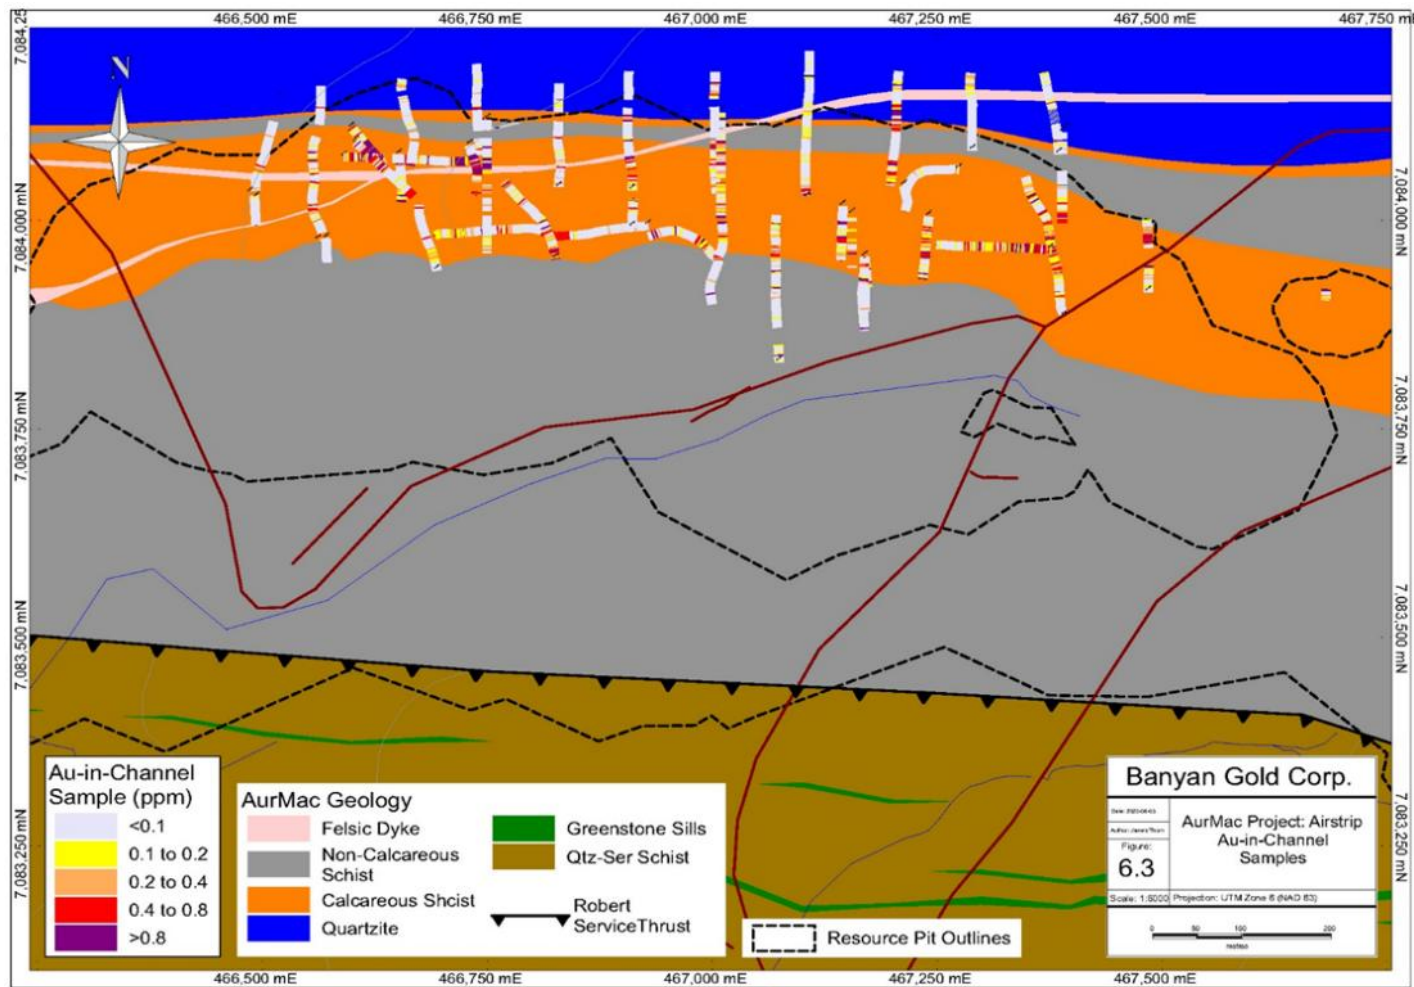 466,500 mE 466,750 mE 467,000 mE 467,250 mE 467,500 mE 467,750 mE
7,084,25
7,084,000 mN
7,083,750 mN
7,083,500 mN
7,083,250 mN
N
7,084,000 mN
7,083,750 mN
7,083,500 mN
7,083,250 mN
Au-in-Channel
Sample (ppm)
<0.1
0.1 to 0.2
0.2 to 0.4
0.4 to 0.8
>0.8
AurMac Geology
Felsic Dyke
Non-Calcareous
Schist
Calcareous Shcist
Quartzite
Greenstone Sills
Qtz-Ser Schist
Robert
ServiceThrust
Resource Pit Outlines
Banyan Gold Corp.
Figure:
6.3
AurMac Project: Airstrip
Au-in-Channel
Samples
Scale: 1:6000 Projection: UTM Zone 8 (NAD 83)
0 50 100 200
metres
466,500 mE 466,750 mE 467,000 mE 467,250 mE 467,500 mE